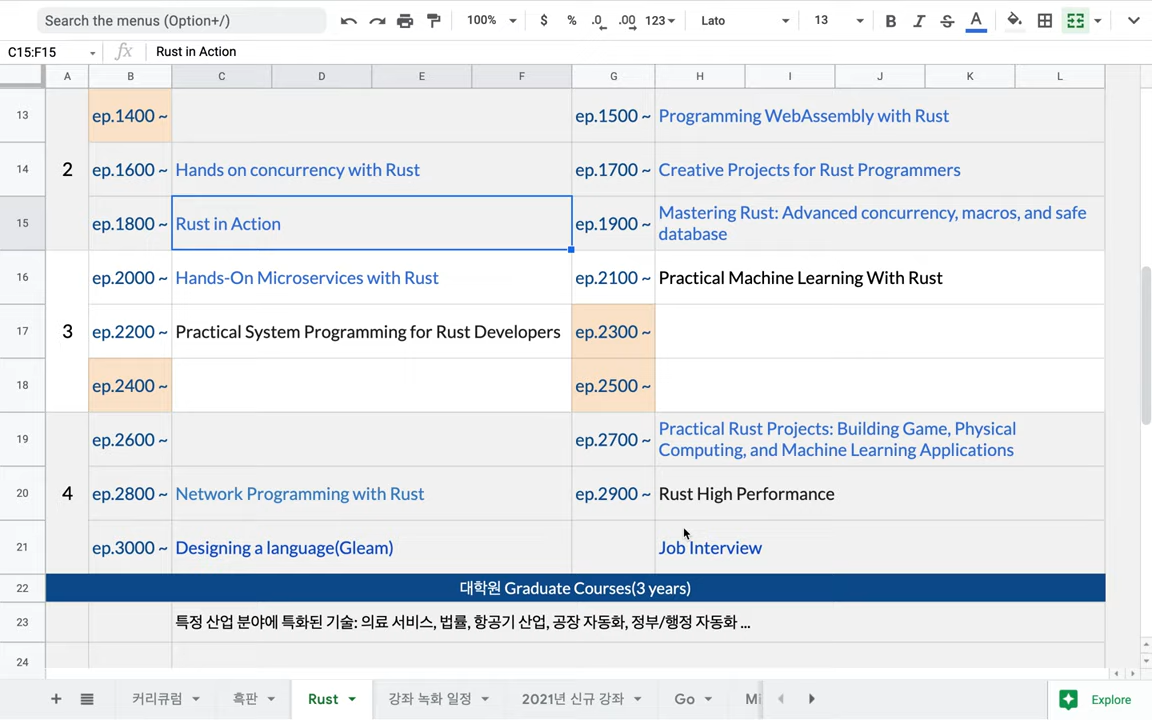 Search the menus (Option+/)
100%
$ % .0 .00 123
Lato
13
B I S A
C15:F15
fx
Rust in Action
A B C D E F G H I J K L
13 ep.1400 ~ ep.1500 ~ Programming WebAssembly with Rust
2
14 ep.1600 ~ Hands on concurrency with Rust ep.1700 ~ Creative Projects for Rust Programmers
15 ep.1800 ~ Rust in Action ep.1900 ~ Mastering Rust: Advanced concurrency, macros, and safe
database
16 ep.2000 ~ Hands-On Microservices with Rust ep.2100 ~ Practical Machine Learning With Rust
17 3 ep.2200 ~ Practical System Programming for Rust Developers ep.2300 ~
18 ep.2400 ~ ep.2500 ~
19 ep.2600 ~ ep.2700 ~ Practical Rust Projects: Building Game, Physical
Computing, and Machine Learning Applications
20 4 ep.2800 ~ Network Programming with Rust ep.2900 ~ Rust High Performance
21 ep.3000 ~ Designing a language(Gleam) Job Interview
22 대학원 Graduate Courses(3 years)
23 특정 산업 분야에 특화된 기술: 의료 서비스, 법률, 항공기 산업, 공장 자동화, 정부/행정 자동화 ...
24
+ 커리큘럼 흑판 Rust 강좌 녹화 일정 2021년 신규 강좌 Go Mi Explore